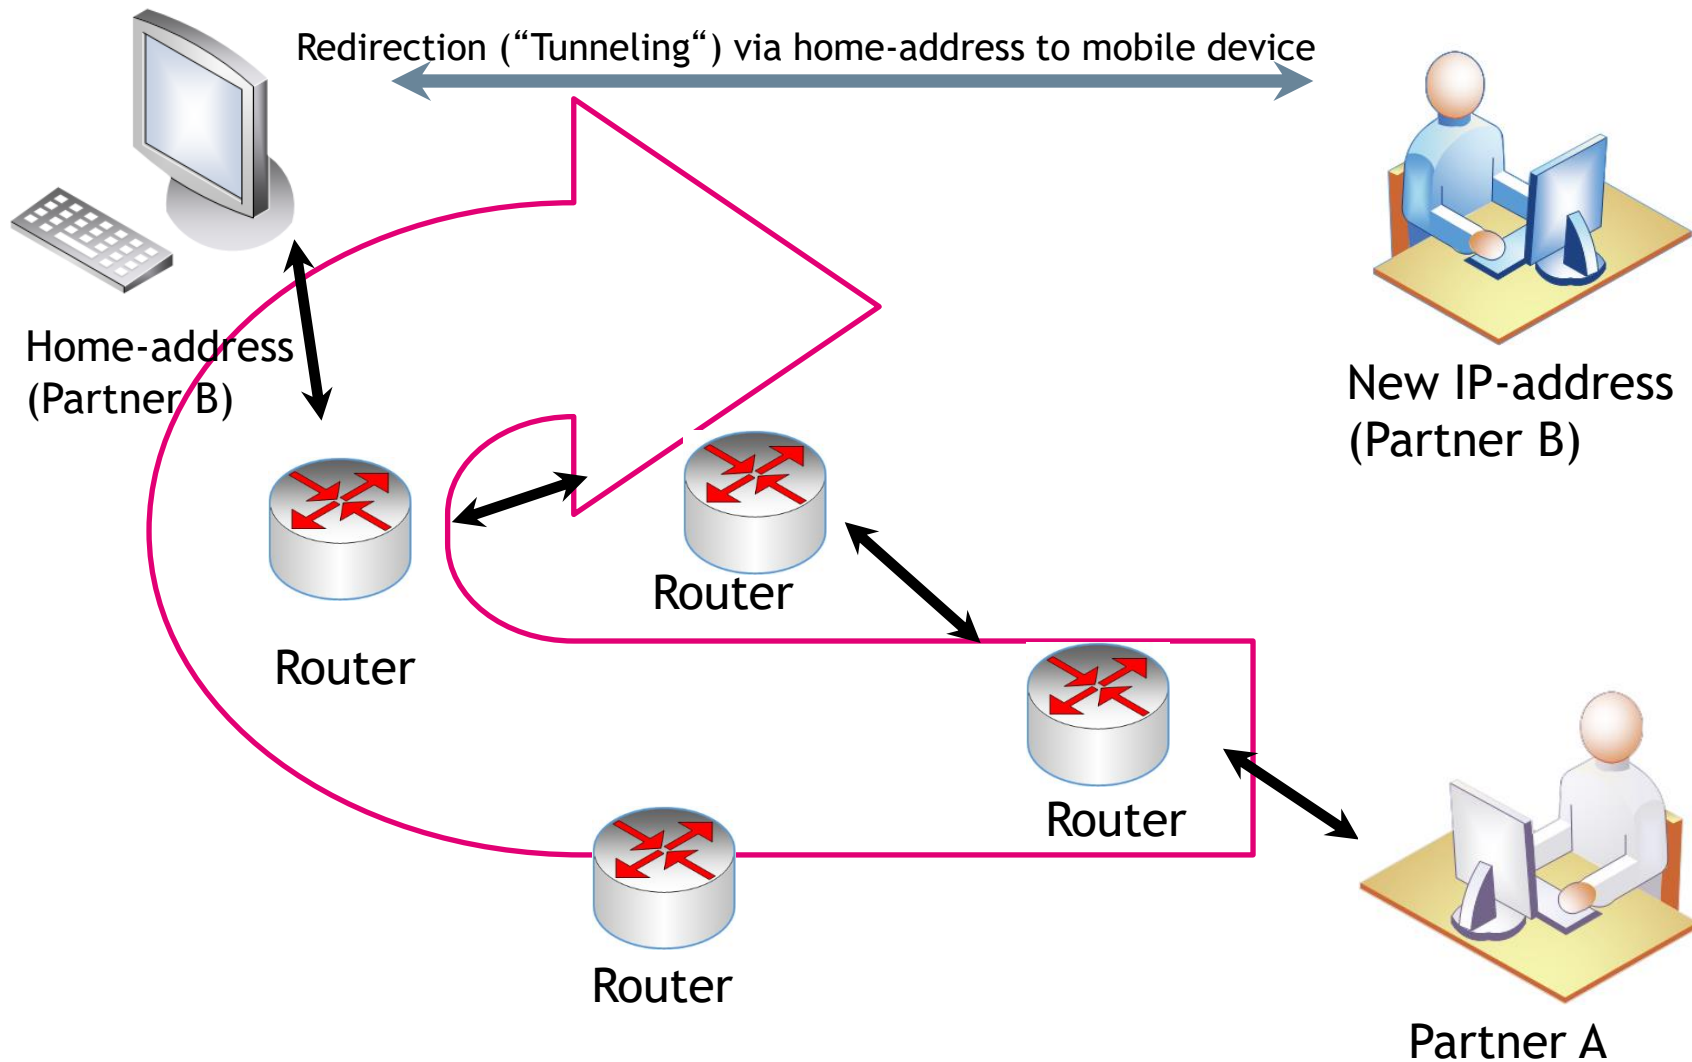 Redirection (“Tunneling“) via home-address to mobile device
Home-address
(Partner B)
New IP-address
(Partner B)
Router
Router
Router
Router
Partner A